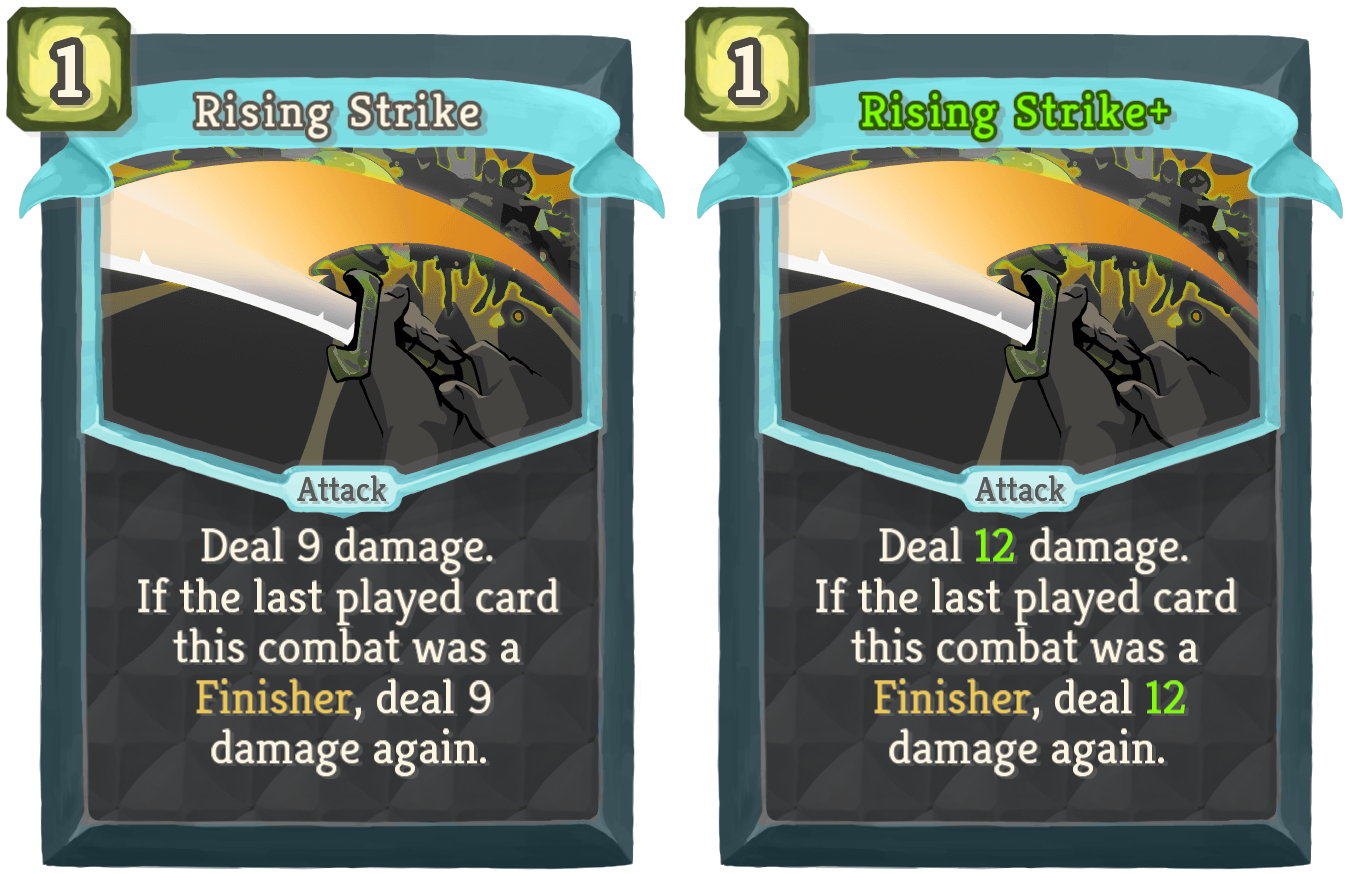 1
Rising Strike
Attack
Deal 9 damage.
If the last played card
this combat was a
Finisher, deal 9
damage again.
1
Rising Strike+
Attack
Deal 12 damage.
If the last played card
this combat was a
Finisher, deal 12
damage again.